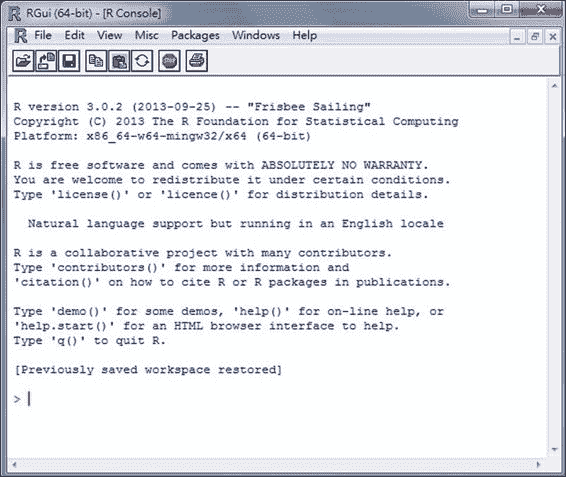 RGui (64-bit) - [R Console]
File Edit View Misc Packages Windows Help
STOP
R version 3.0.2 (2013-09-25) -- "Frisbee Sailing"
Copyright (C) 2013 The R Foundation for Statistical Computing
Platform: x86_64-w64-mingw32/x64 (64-bit)
R is free software and comes with ABSOLUTELY NO WARRANTY.
You are welcome to redistribute it under certain conditions.
Type 'license()' or 'licence()' for distribution details.
Natural language support but running in an English locale
R is a collaborative project with many contributors.
Type 'contributors()' for more information and
'citation()' on how to cite R or R packages in publications.
Type 'demo()' for some demos, 'help()' for on-line help, or
'help.start()' for an HTML browser interface to help.
Type 'q()' to quit R.
[Previously saved workspace restored]
>